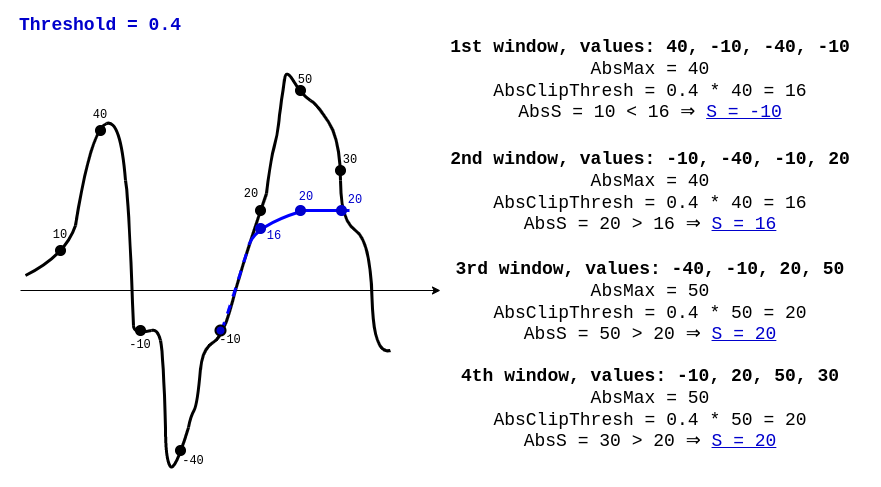 Threshold = 0.4
1st window, values: 40, -10, -40, -10
AbsMax = 40
AbsClipThresh = 0.4 * 40 = 16
AbsS = 10 < 16 ⇒ S = -10
2nd window, values: -10, -40, -10, 20
AbsMax = 40
AbsClipThresh = 0.4 * 40 = 16
AbsS = 20 > 16 ⇒ S = 16
3rd window, values: -40, -10, 20, 50
AbsMax = 50
AbsClipThresh = 0.4 * 50 = 20
AbsS = 50 > 20 ⇒ S = 20
4th window, values: -10, 20, 50, 30
AbsMax = 50
AbsClipThresh = 0.4 * 50 = 20
AbsS = 30 > 20 ⇒ S = 20
10
40
-10
-40
-10
20
16
50
20
30
20